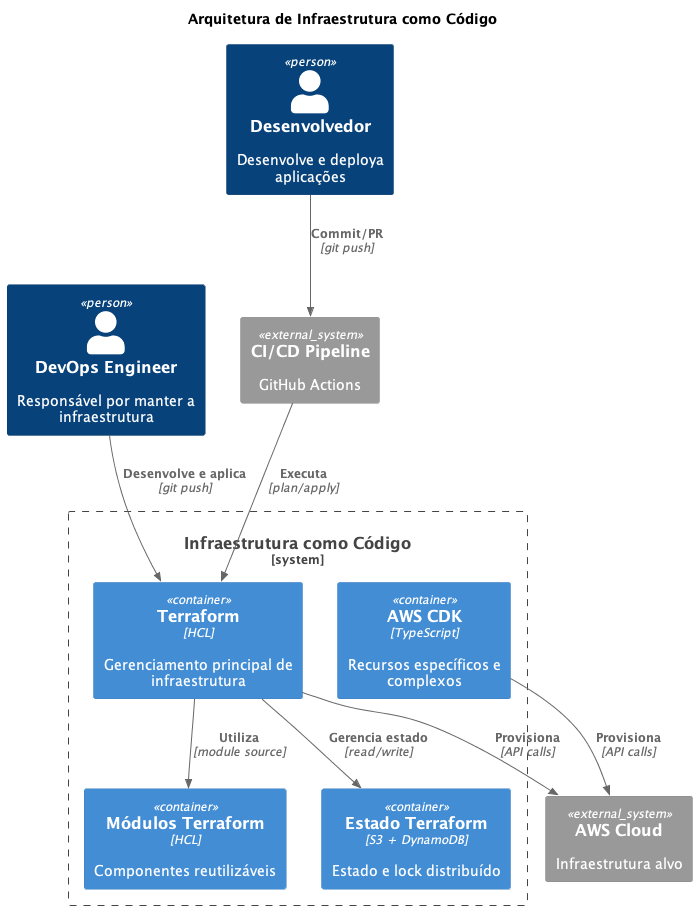 Arquitetura de Infraestrutura como Código
«person»
Desenvolvedor
Desenvolve e deploya
aplicações
Commit/PR
[git push]
«person»
DevOps Engineer
Responsável por manter a
infraestrutura
«external_system»
CI/CD Pipeline
GitHub Actions
Desenvolve e aplica
[git push]
Executa
[plan/apply]
Infraestrutura como Código
[system]
«container»
Terraform
[HCL]
Gerenciamento principal de
infraestrutura
«container»
AWS CDK
[TypeScript]
Recursos específicos e
complexos
Utiliza
[module source]
Gerencia estado
[read/write]
Provisiona
[API calls]
Provisiona
[API calls]
«container»
Módulos Terraform
[HCL]
Componentes reutilizáveis
«container»
Estado Terraform
[S3 + DynamoDB]
Estado e lock distribuído
«external_system»
AWS Cloud
Infraestrutura alvo